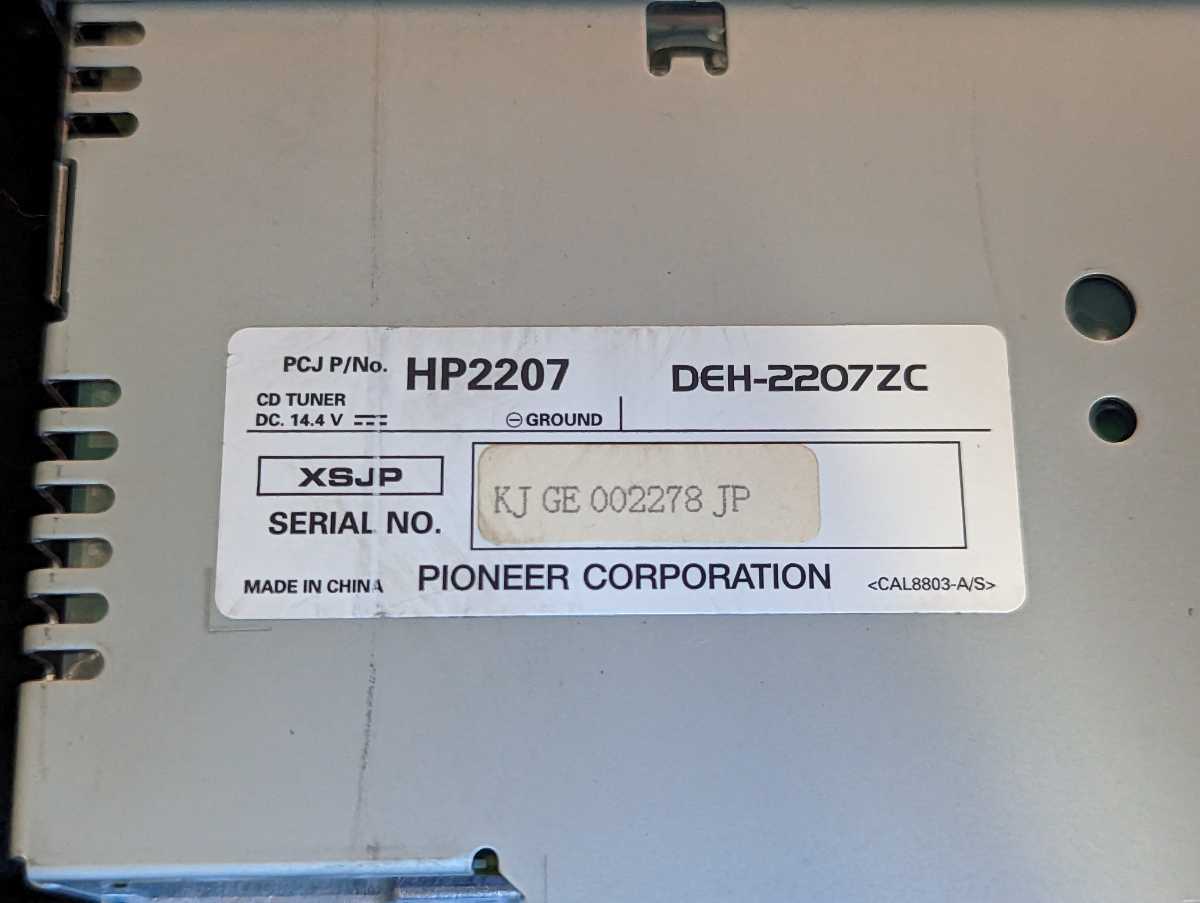 PCJ P/No. HP2207 DEH-2207ZC
CD TUNER
DC. 14.4 V ⎓ ⊖ GROUND
XSJP
SERIAL NO. KJ GE 002278 JP
MADE IN CHINA PIONEER CORPORATION <CAL8803-A/S>